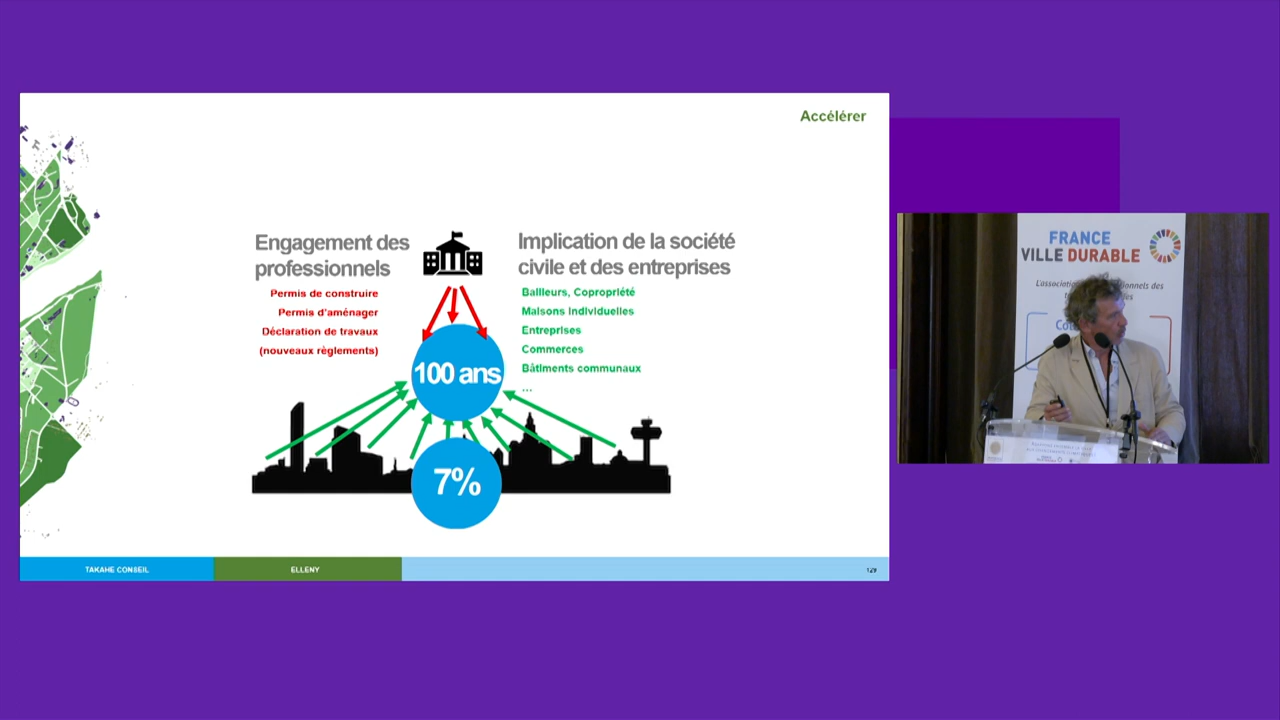 Accélérer
Engagement des
professionnels
Permis de construire
Permis d'aménager
Déclaration de travaux
(nouveaux règlements)
Implication de la société
civile et des entreprises
Bailleurs, Copropriété
Maisons individuelles
Entreprises
Commerces
Bâtiments communaux
...
100 ans
7%
TAKAHE CONSEIL
ELLENY
129
FRANCE
VILLE DURABLE